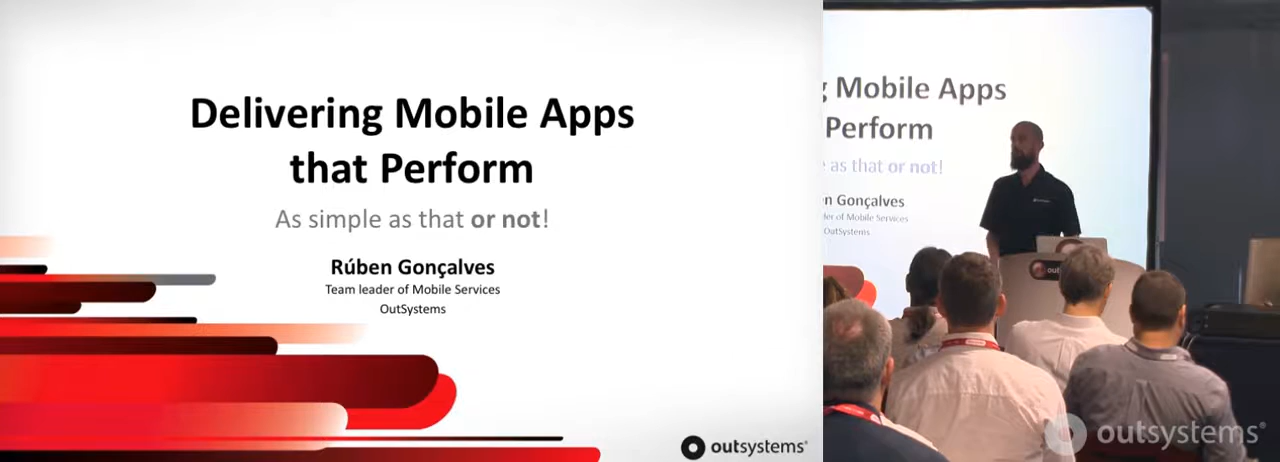 Delivering Mobile Apps
that Perform
As simple as that or not!
Rúben Gonçalves
Team leader of Mobile Services
OutSystems
outsystems
g Mobile Apps
Perform
as that or not!
n Gonçalves
der of Mobile Services
OutSystems
outsystems